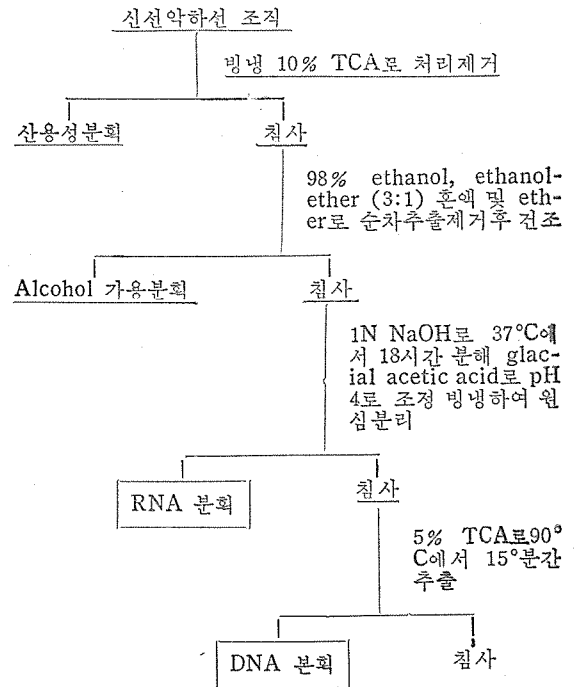 신선악하선 조직
빙냉 10% TCA로 처리제거
산용성분획 침사
98% ethanol, ethanol-
ether (3:1) 혼액 및 eth-
er로 순차추출제거후 건조
Alcohol 가용분획 침사
1N NaOH로 37°C에
서 18시간 분해 glac-
ial acetic acid로 pH
4로 조정 빙냉하여 원
심분리
RNA 분획 침사
5% TCA로90°
C에서 15°분간
추출
DNA 분획 침사